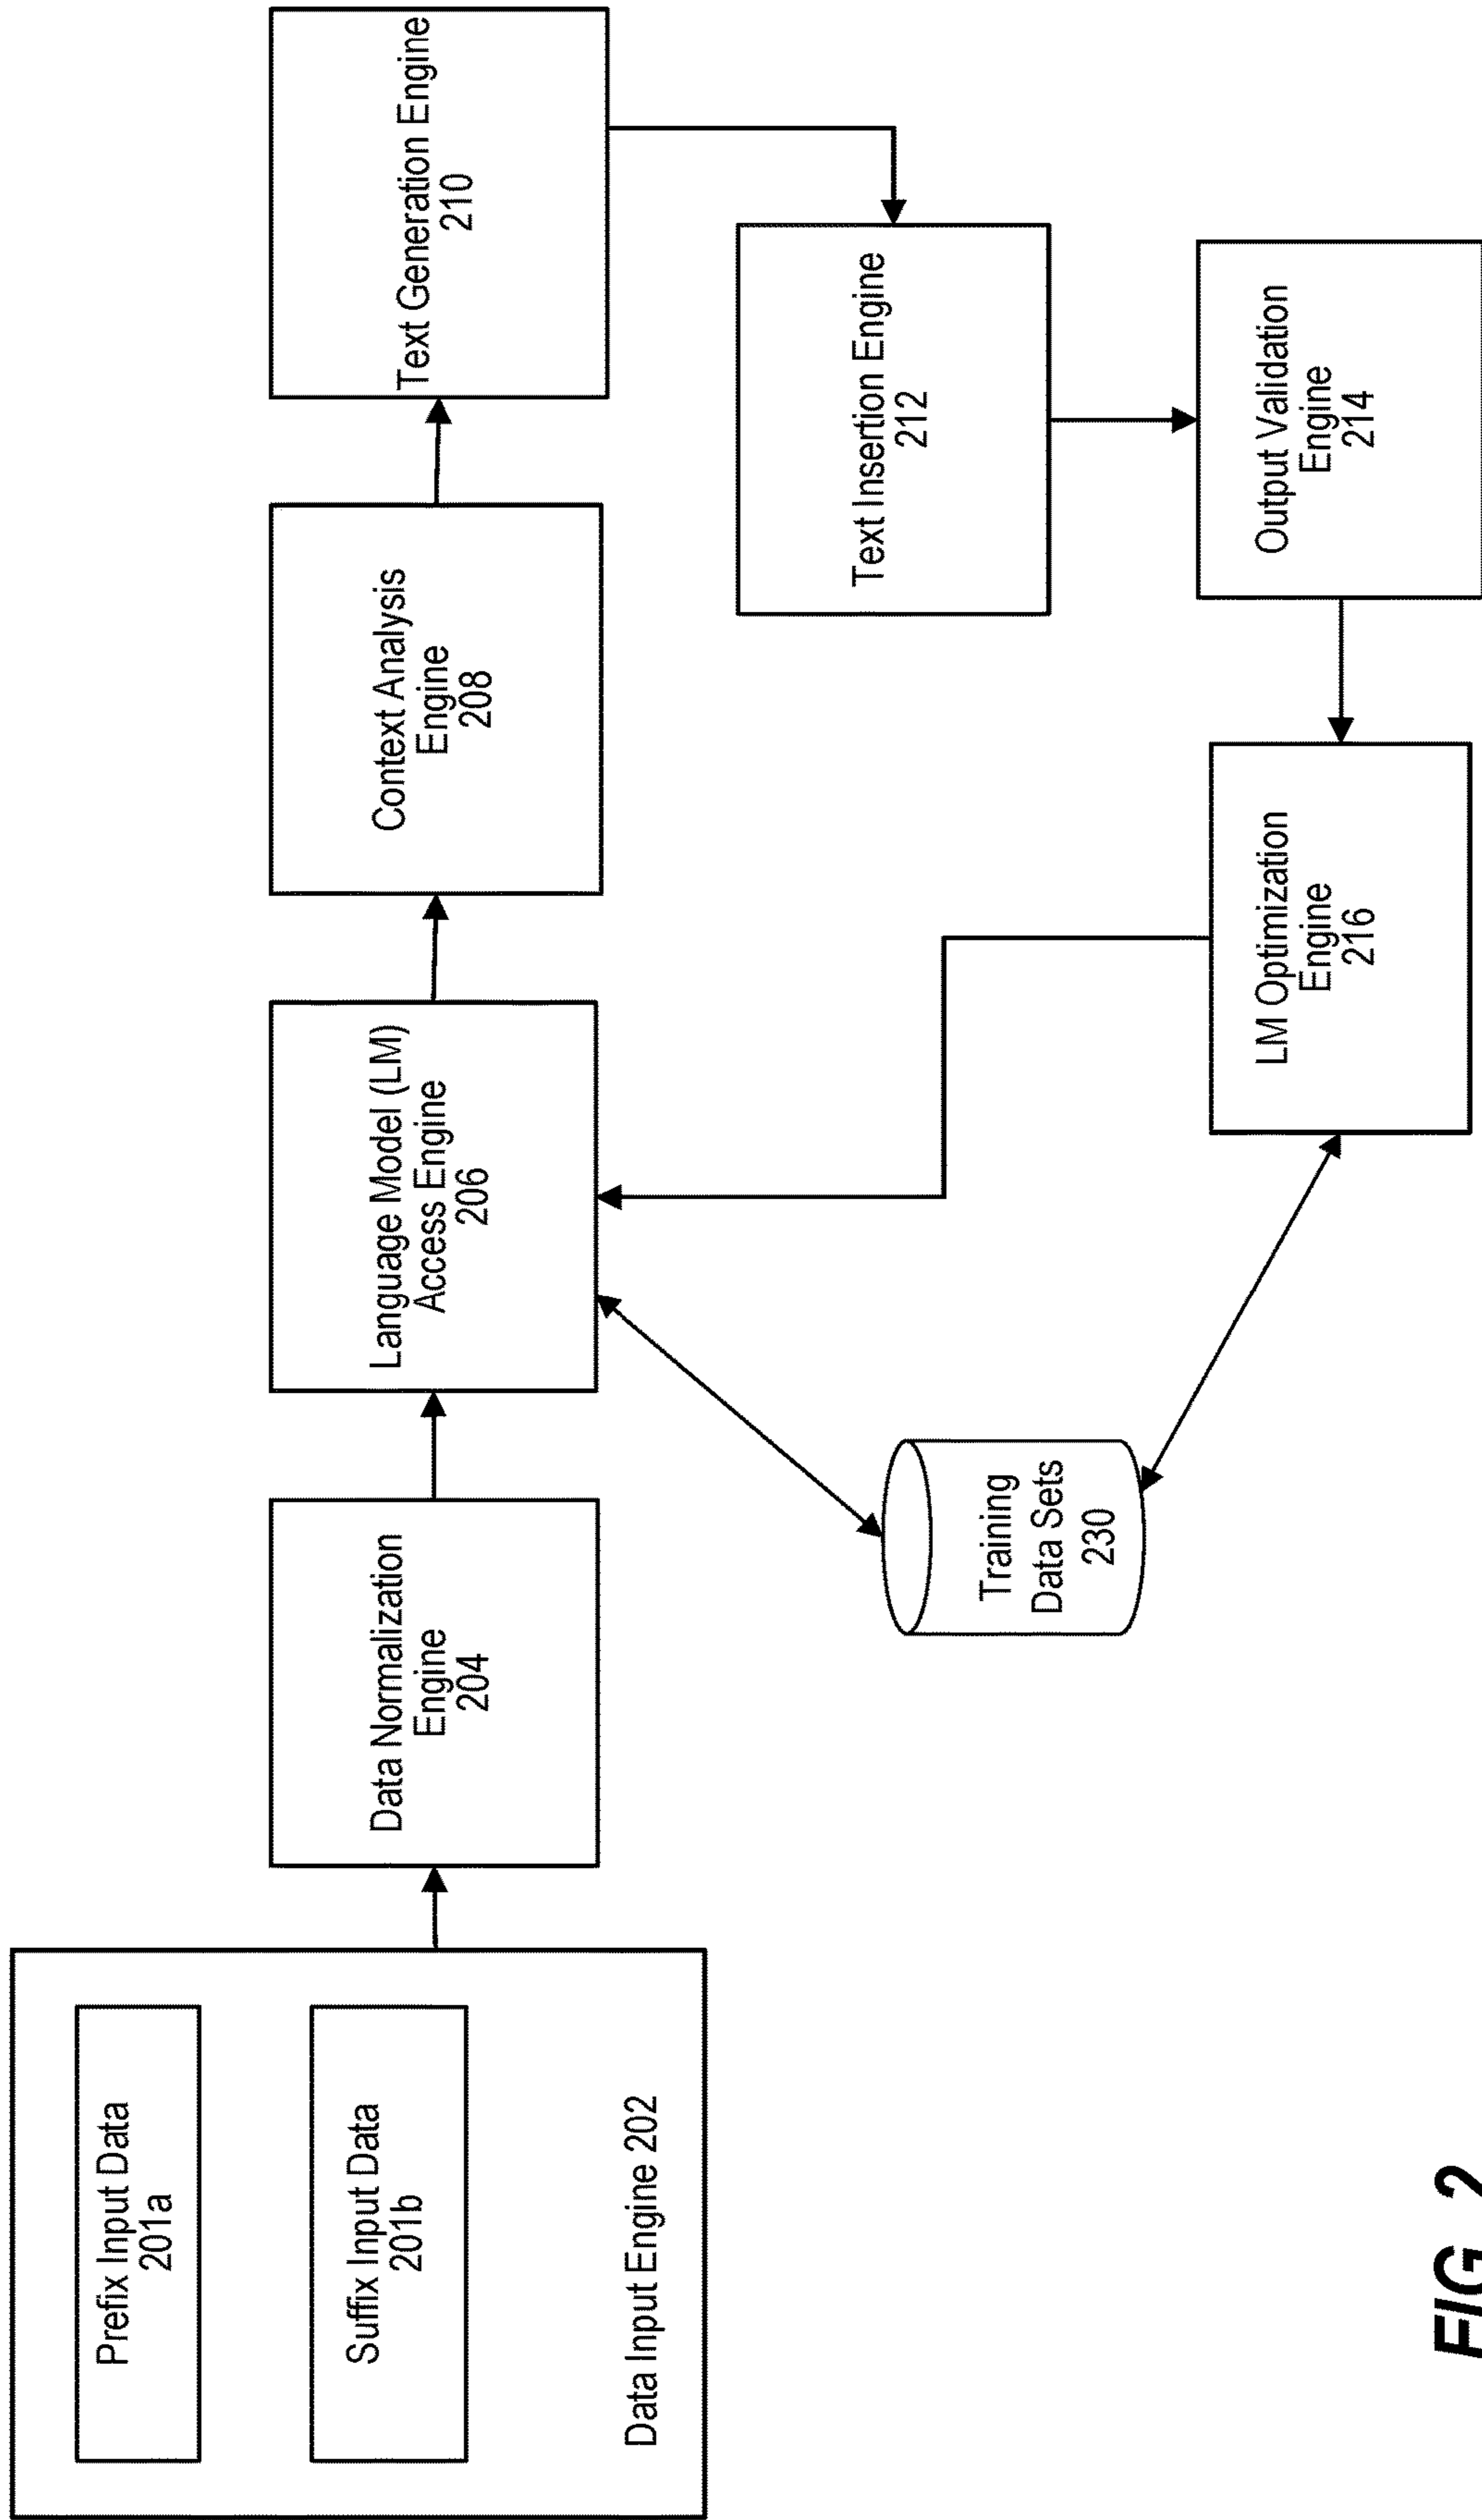 Prefix Input Data
201a
Suffix Input Data
201b
Data Input Engine 202
Data Normalization
Engine
204
Language Model (LM)
Access Engine
206
Context Analysis
Engine
208
Text Generation Engine
210
Text Insertion Engine
212
Output Validation
Engine
214
LM Optimization
Engine
216
Training
Data Sets
230
FIG. 2